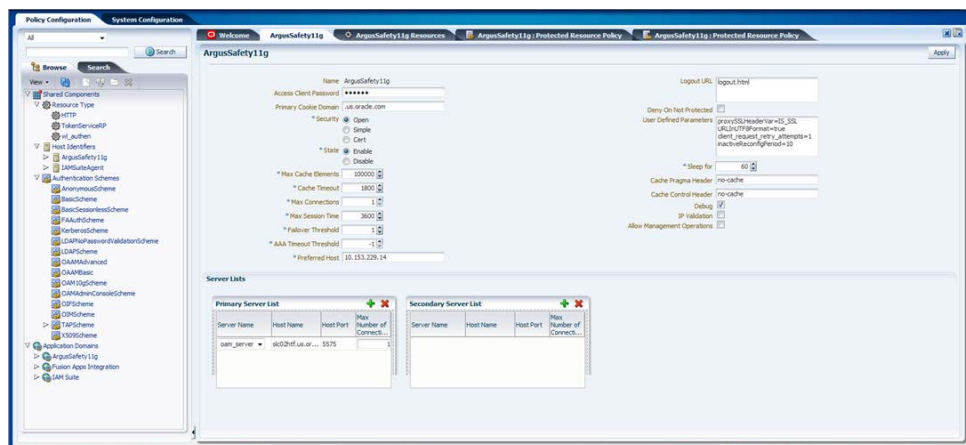 Policy Configuration
System Configuration
All
Search
Browse
Search
View
Shared Components
Resource Type
HTTP
TokenServiceRP
wl_authen
Host Identifiers
ArgusSafety11g
IAMSuiteAgent
Authentication Schemes
AnonymousScheme
BasicScheme
BasicSessionlessScheme
FAAuthScheme
KerberosScheme
LDAPNoPasswordValidationScheme
LDAPScheme
OAAMAdvanced
OAAMBasic
OAM10gScheme
OAMAdminConsoleScheme
OIFScheme
OIMScheme
TAPScheme
X509Scheme
Application Domains
ArgusSafety11g
Fusion Apps Integration
IAM Suite
Welcome
ArgusSafety11g
ArgusSafety11g Resources
ArgusSafety11g : Protected Resource Policy
ArgusSafety11g : Protected Resource Policy
ArgusSafety11g
Apply
Name ArgusSafety11g
Access Client Password ••••••
Primary Cookie Domain .us.oracle.com
* Security Open
Simple
Cert
* State Enable
Disable
* Max Cache Elements 100000
* Cache Timeout 1800
* Max Connections 1
* Max Session Time 3600
* Failover Threshold 1
* AAA Timeout Threshold -1
* Preferred Host 10.153.229.14
Logout URL logout.html
Deny On Not Protected
User Defined Parameters proxySSLHeaderVar=IS_SSL
URLInUTF8Format=true
client_request_retry_attempts=1
inactiveReconfigPeriod=10
* Sleep for 60
Cache Pragma Header no-cache
Cache Control Header no-cache
Debug
IP Validation
Allow Management Operations
Server Lists
Primary Server List
Server Name Host Name Host Port Max Number of Connecti...
oam_server slc02htf.us.or... 5575 1
Secondary Server List
Server Name Host Name Host Port Max Number of Connecti...